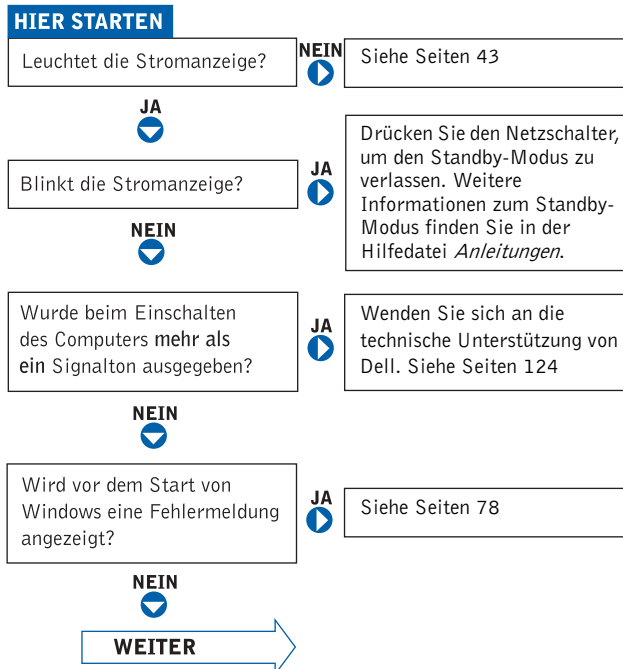 HIER STARTEN
Leuchtet die Stromanzeige?
NEIN
Siehe Seiten 43
JA
Blinkt die Stromanzeige?
JA
Drücken Sie den Netzschalter,
um den Standby-Modus zu
verlassen. Weitere
Informationen zum Standby-
Modus finden Sie in der
Hilfedatei Anleitungen.
NEIN
Wurde beim Einschalten
des Computers mehr als
ein Signalton ausgegeben?
JA
Wenden Sie sich an die
technische Unterstützung von
Dell. Siehe Seiten 124
NEIN
Wird vor dem Start von
Windows eine Fehlermeldung
angezeigt?
JA
Siehe Seiten 78
NEIN
WEITER